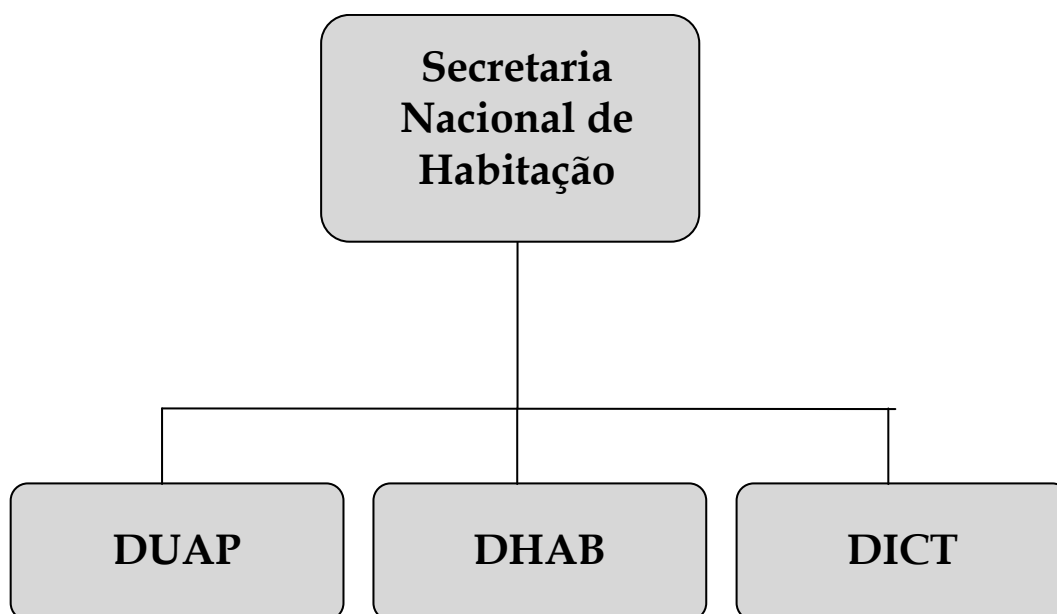 Secretaria
Nacional de
Habitação
DUAP
DHAB
DICT